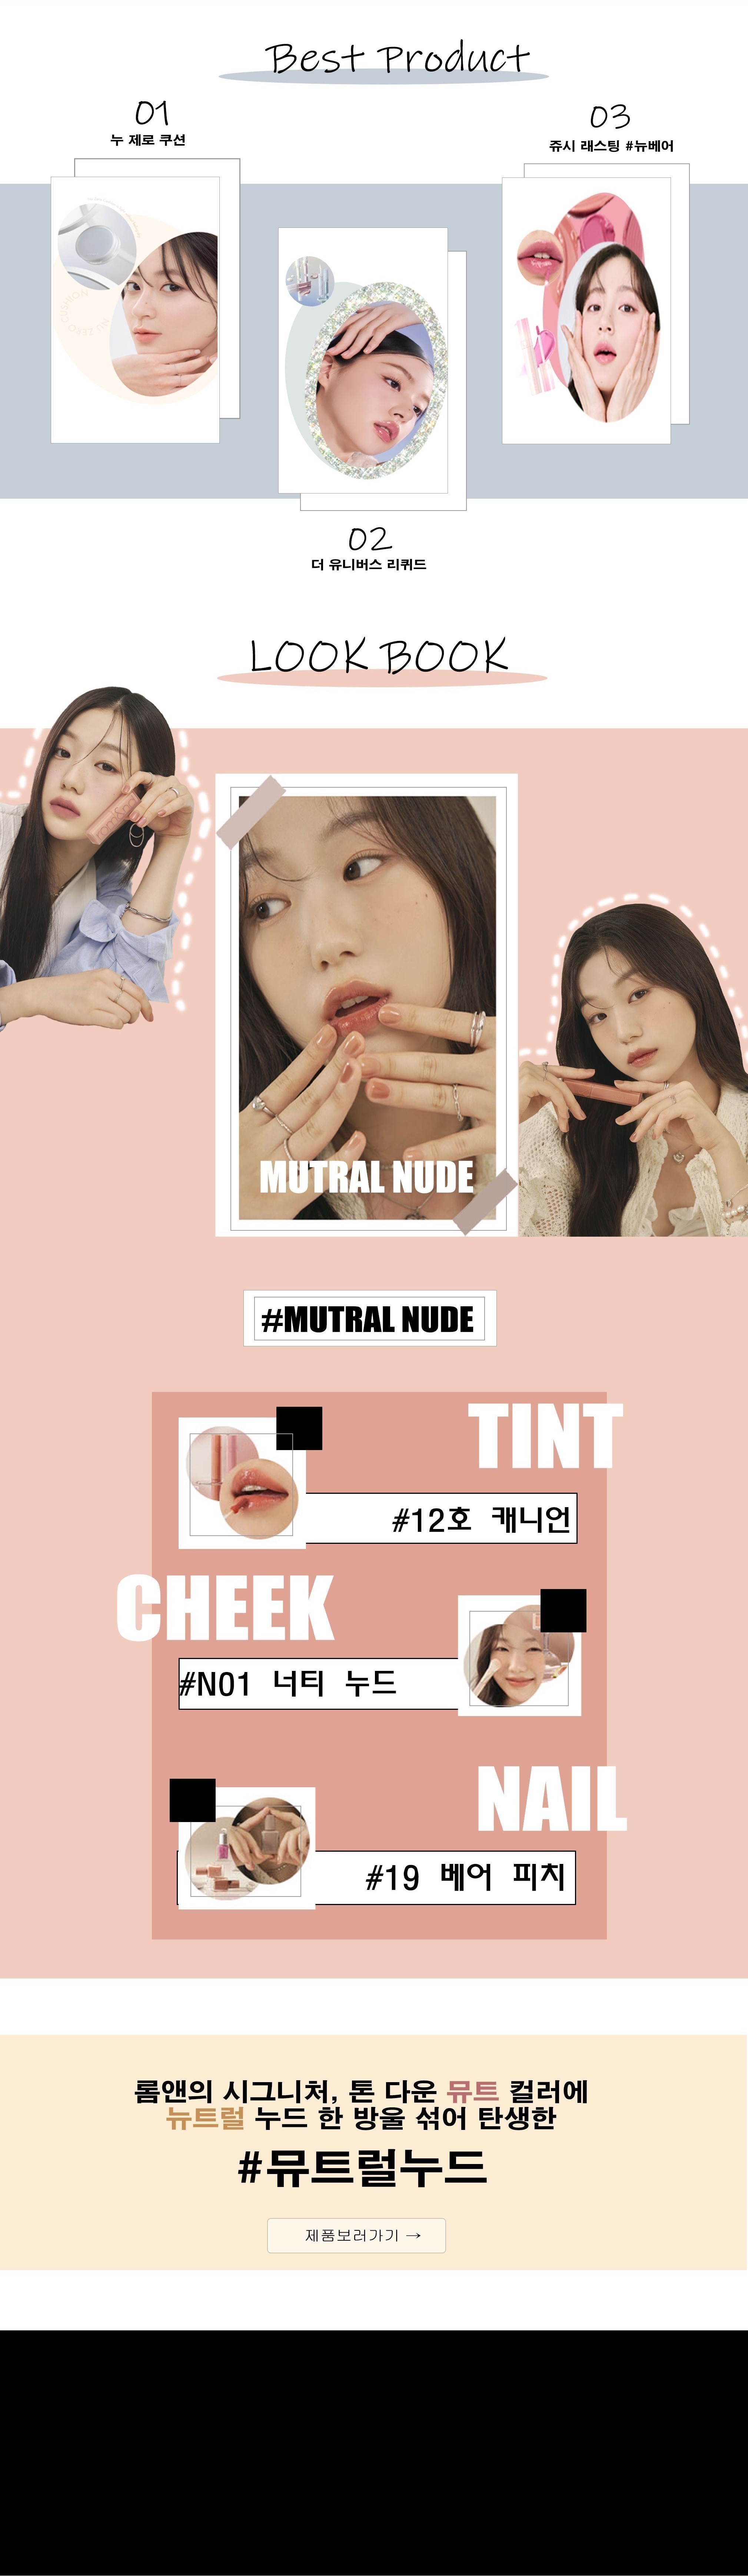 Best Product
01
누 제로 쿠션
03
쥬시 래스팅 #뉴베어
02
더 유니버스 리퀴드
LOOK BOOK
MUTRAL NUDE
#MUTRAL NUDE
TINT
#12호 캐니언
CHEEK
#N01 너티 누드
NAIL
#19 베어 피치
롬앤의 시그니처, 톤 다운 뮤트 컬러에
뉴트럴 누드 한 방울 섞어 탄생한
#뮤트럴누드
제품보러가기 →